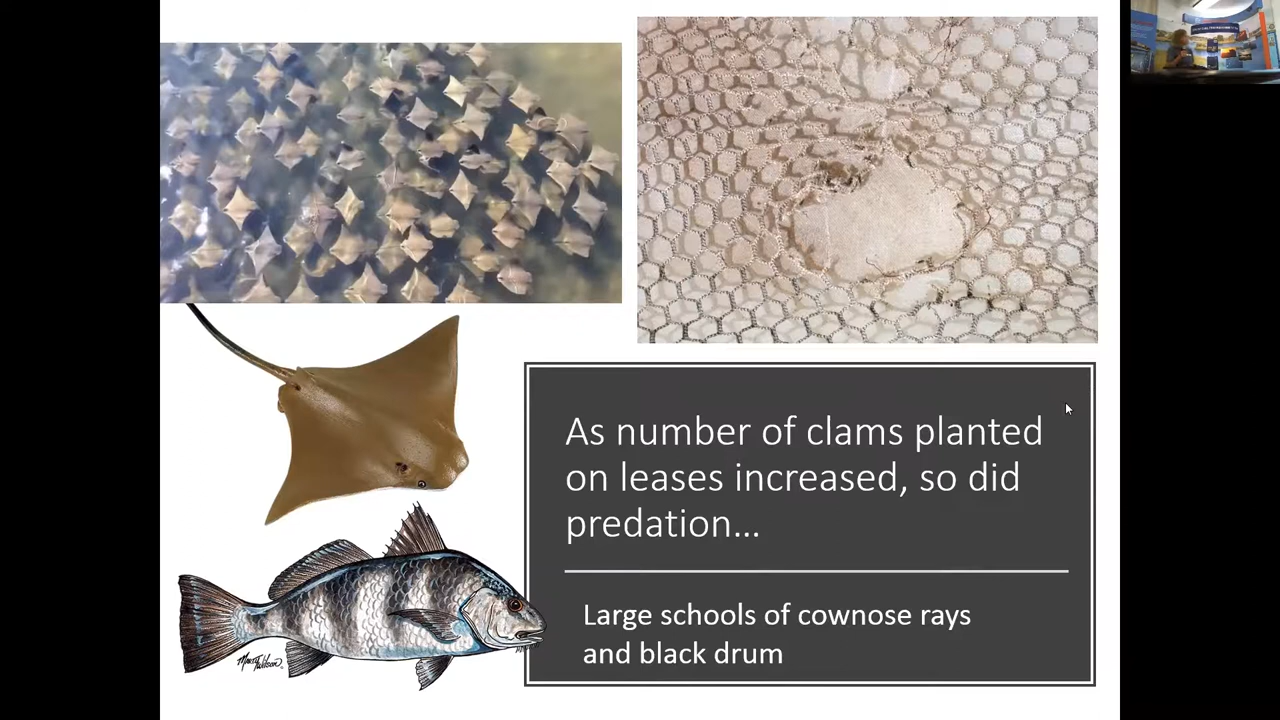 As number of clams planted
on leases increased, so did
predation...
Large schools of cownose rays
and black drum